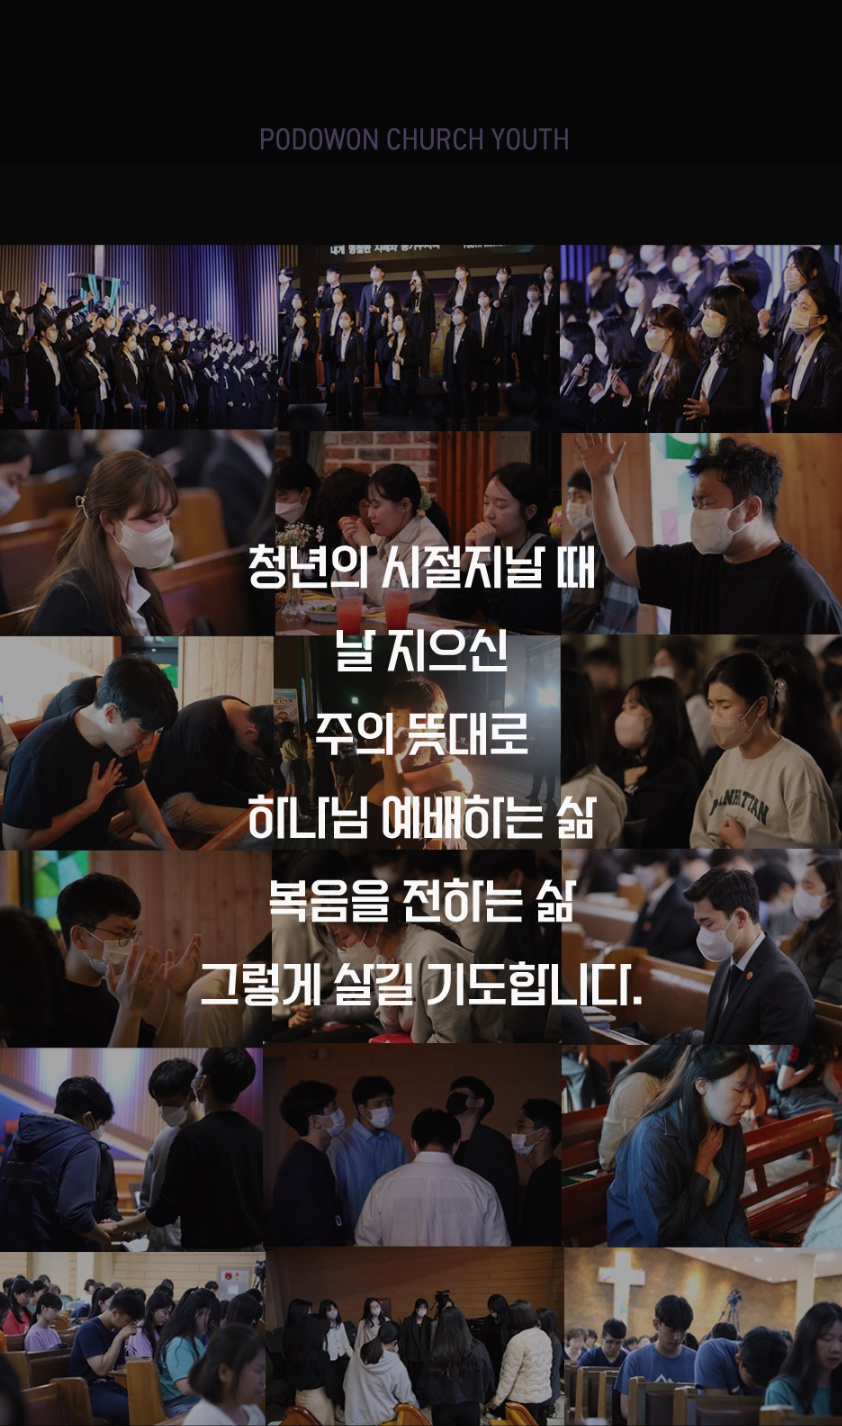 PODOWON CHURCH YOUTH
청년의 시절지날 때
날 지으신
주의 뜻대로
하나님 예배하는 삶
복음을 전하는 삶
그렇게 살길 기도합니다.